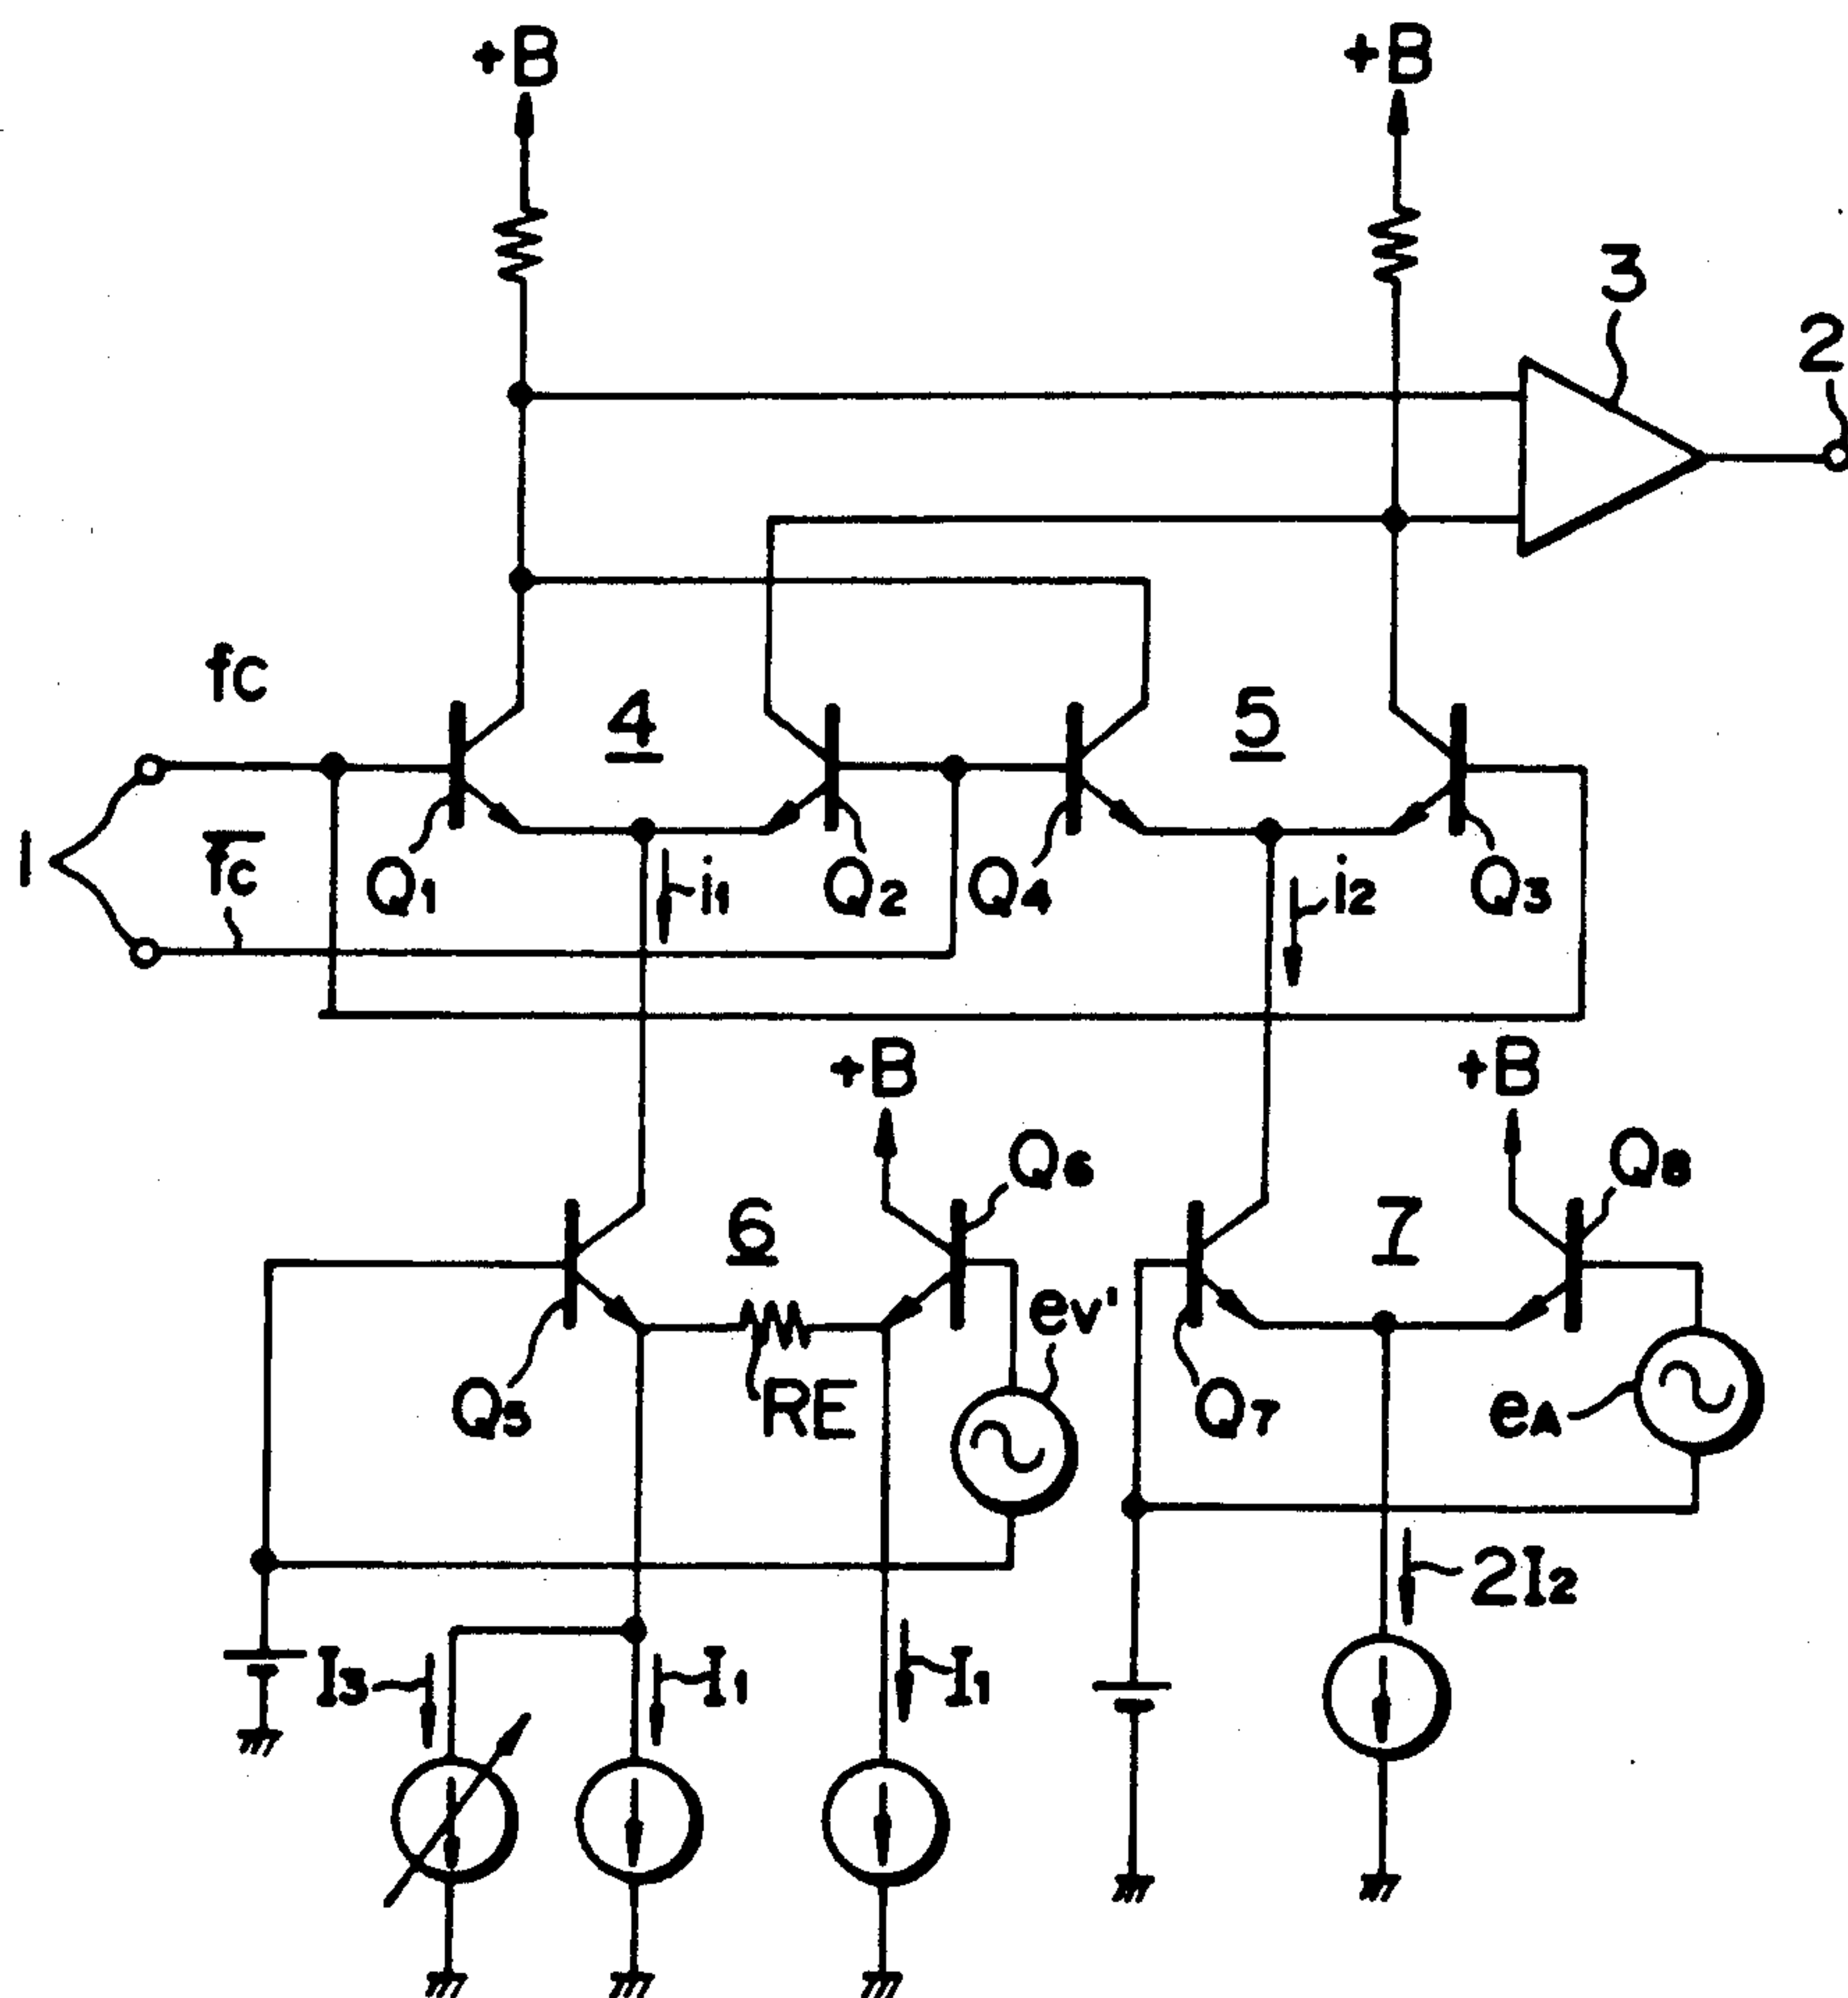 +B +B
3
2
fc
4 5
1
f̅c
Q1 i1 Q2 Q4 i2 Q3
+B +B
Q6 Q8
6 7
ev'
Q5 RE Q7 eA
2I2
I3 I1 I1